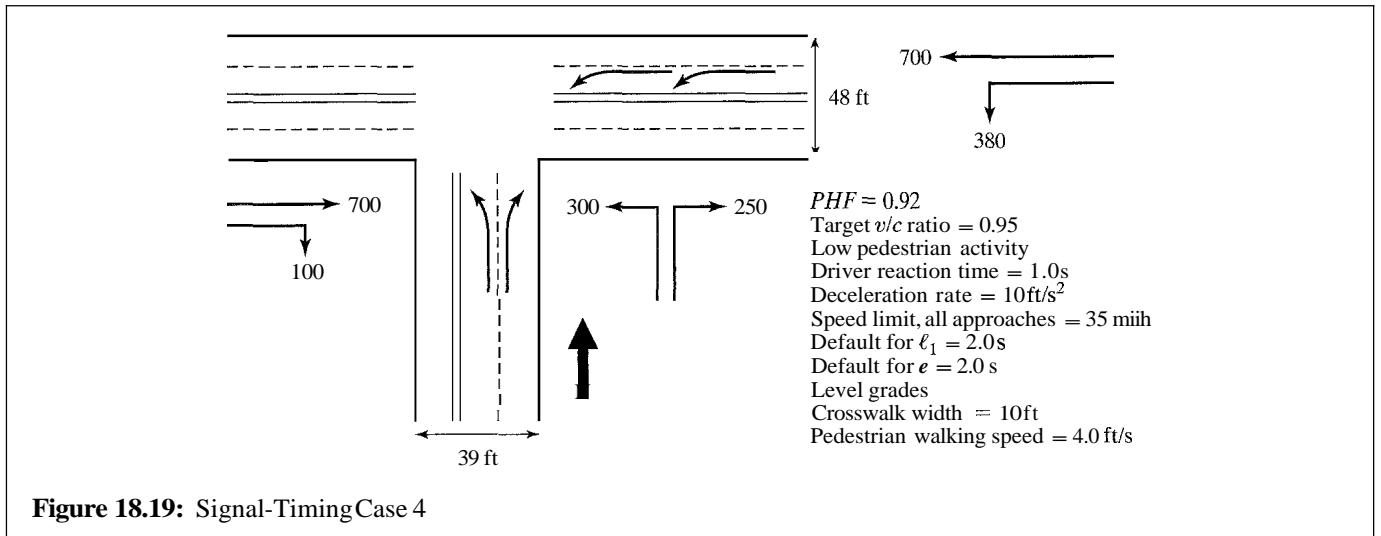 700
48 ft
380
700
100
300
250
39 ft
PHF = 0.92
Target v/c ratio = 0.95
Low pedestrian activity
Driver reaction time = 1.0s
Deceleration rate = 10ft/s²
Speed limit, all approaches = 35 miih
Default for ℓ₁ = 2.0s
Default for e = 2.0 s
Level grades
Crosswalk width = 10ft
Pedestrian walking speed = 4.0 ft/s
Figure 18.19: Signal-TimingCase 4